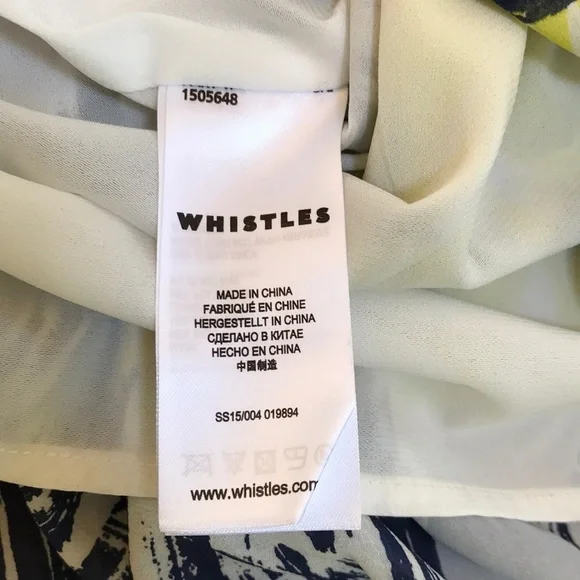 1505648
WHISTLES
MADE IN CHINA
FABRIQUÉ EN CHINE
HERGESTELLT IN CHINA
СДЕЛАНО В КИТАЕ
HECHO EN CHINA
中国制造
SS15/004 019894
www.whistles.com